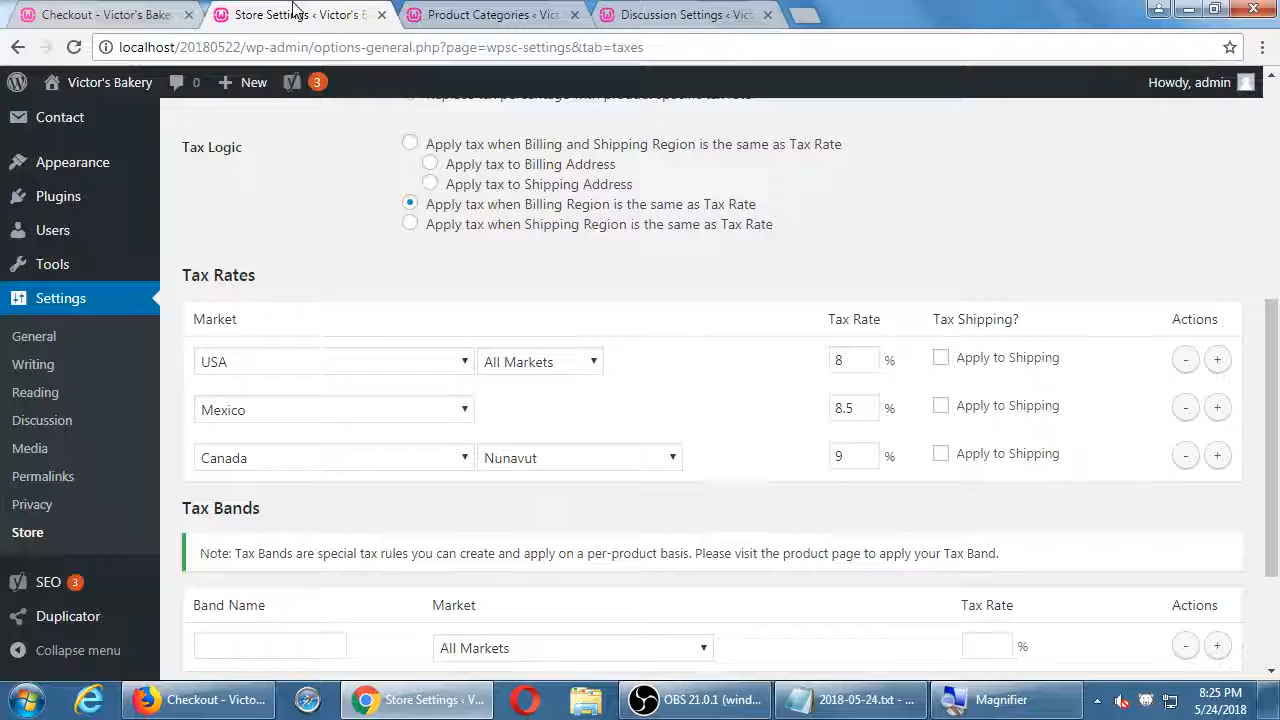 Checkout - Victor's Bake
Store Settings ‹ Victor's B
Product Categories ‹ Vict
Discussion Settings ‹ Vict
localhost/20180522/wp-admin/options-general.php?page=wpsc-settings&tab=taxes
Victor's Bakery 0 New 3 Howdy, admin
Contact
Appearance
Plugins
Users
Tools
Settings
General
Writing
Reading
Discussion
Media
Permalinks
Privacy
Store
SEO 3
Duplicator
Collapse menu
Tax Logic
Apply tax when Billing and Shipping Region is the same as Tax Rate
Apply tax to Billing Address
Apply tax to Shipping Address
Apply tax when Billing Region is the same as Tax Rate
Apply tax when Shipping Region is the same as Tax Rate
Tax Rates
Market Tax Rate Tax Shipping? Actions
USA All Markets 8 % Apply to Shipping - +
Mexico 8.5 % Apply to Shipping - +
Canada Nunavut 9 % Apply to Shipping - +
Tax Bands
Note: Tax Bands are special tax rules you can create and apply on a per-product basis. Please visit the product page to apply your Tax Band.
Band Name Market Tax Rate Actions
All Markets % - +
Checkout - Victo...
Store Settings ‹ V...
OBS 21.0.1 (wind...
2018-05-24.txt - ...
Magnifier
8:25 PM
5/24/2018